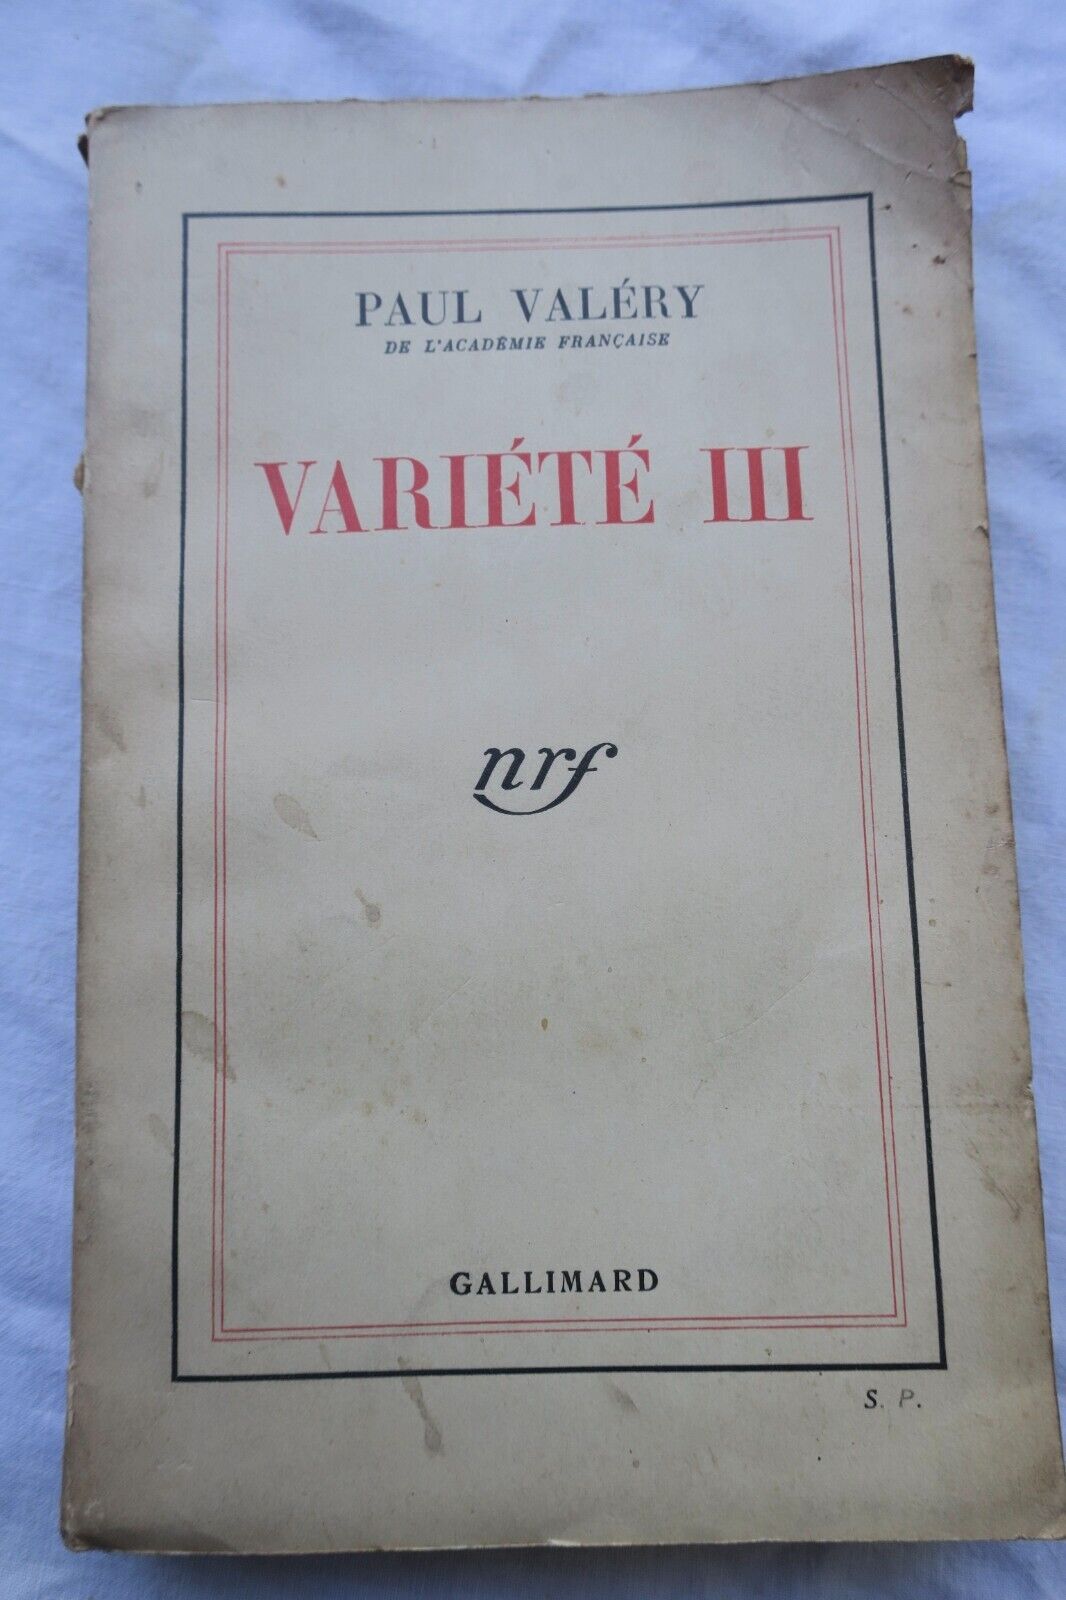 PAUL VALÉRY
DE L'ACADÉMIE FRANÇAISE
VARIÉTÉ III
nrf
GALLIMARD
S. P.